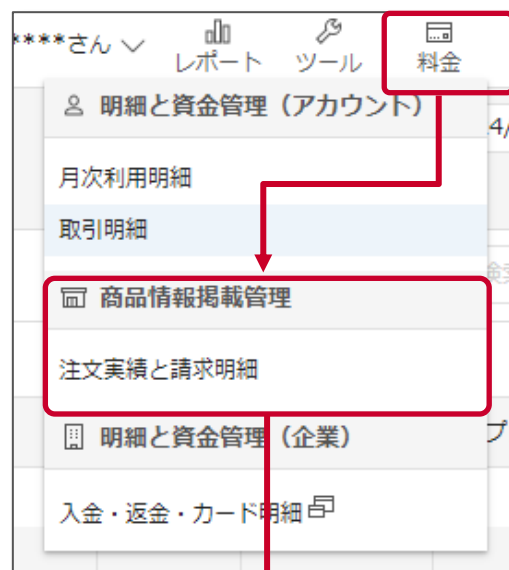 ****さん
レポート ツール 料金
明細と資金管理（アカウント）
4/
月次利用明細
取引明細
商品情報掲載管理
注文実績と請求明細
明細と資金管理（企業）
プ
入金・返金・カード明細